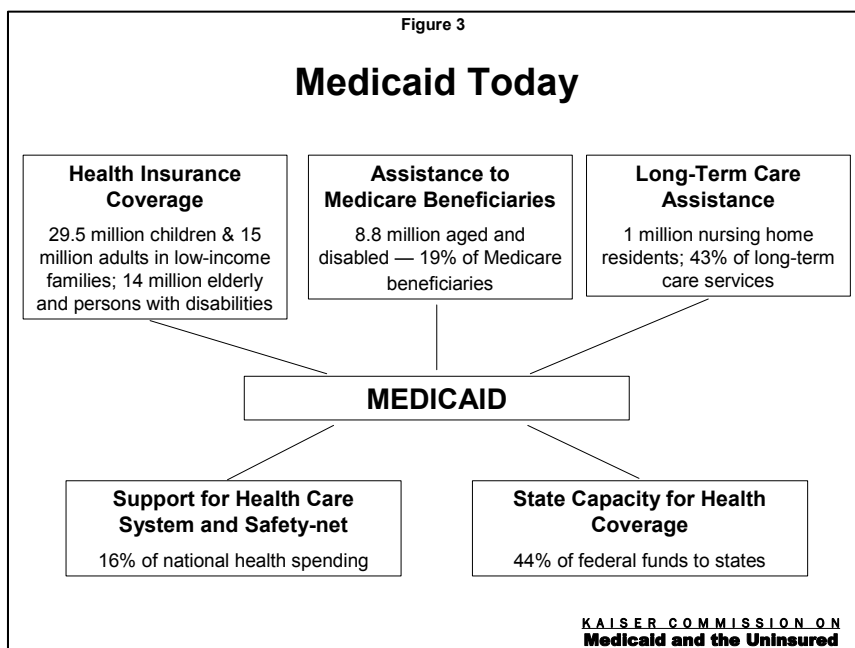 Figure 3
Medicaid Today
Health Insurance
Coverage
29.5 million children & 15
million adults in low-income
families; 14 million elderly
and persons with disabilities
Assistance to
Medicare Beneficiaries
8.8 million aged and
disabled — 19% of Medicare
beneficiaries
Long-Term Care
Assistance
1 million nursing home
residents; 43% of long-term
care services
MEDICAID
Support for Health Care
System and Safety-net
16% of national health spending
State Capacity for Health
Coverage
44% of federal funds to states
KAISER COMMISSION ON
Medicaid and the Uninsured